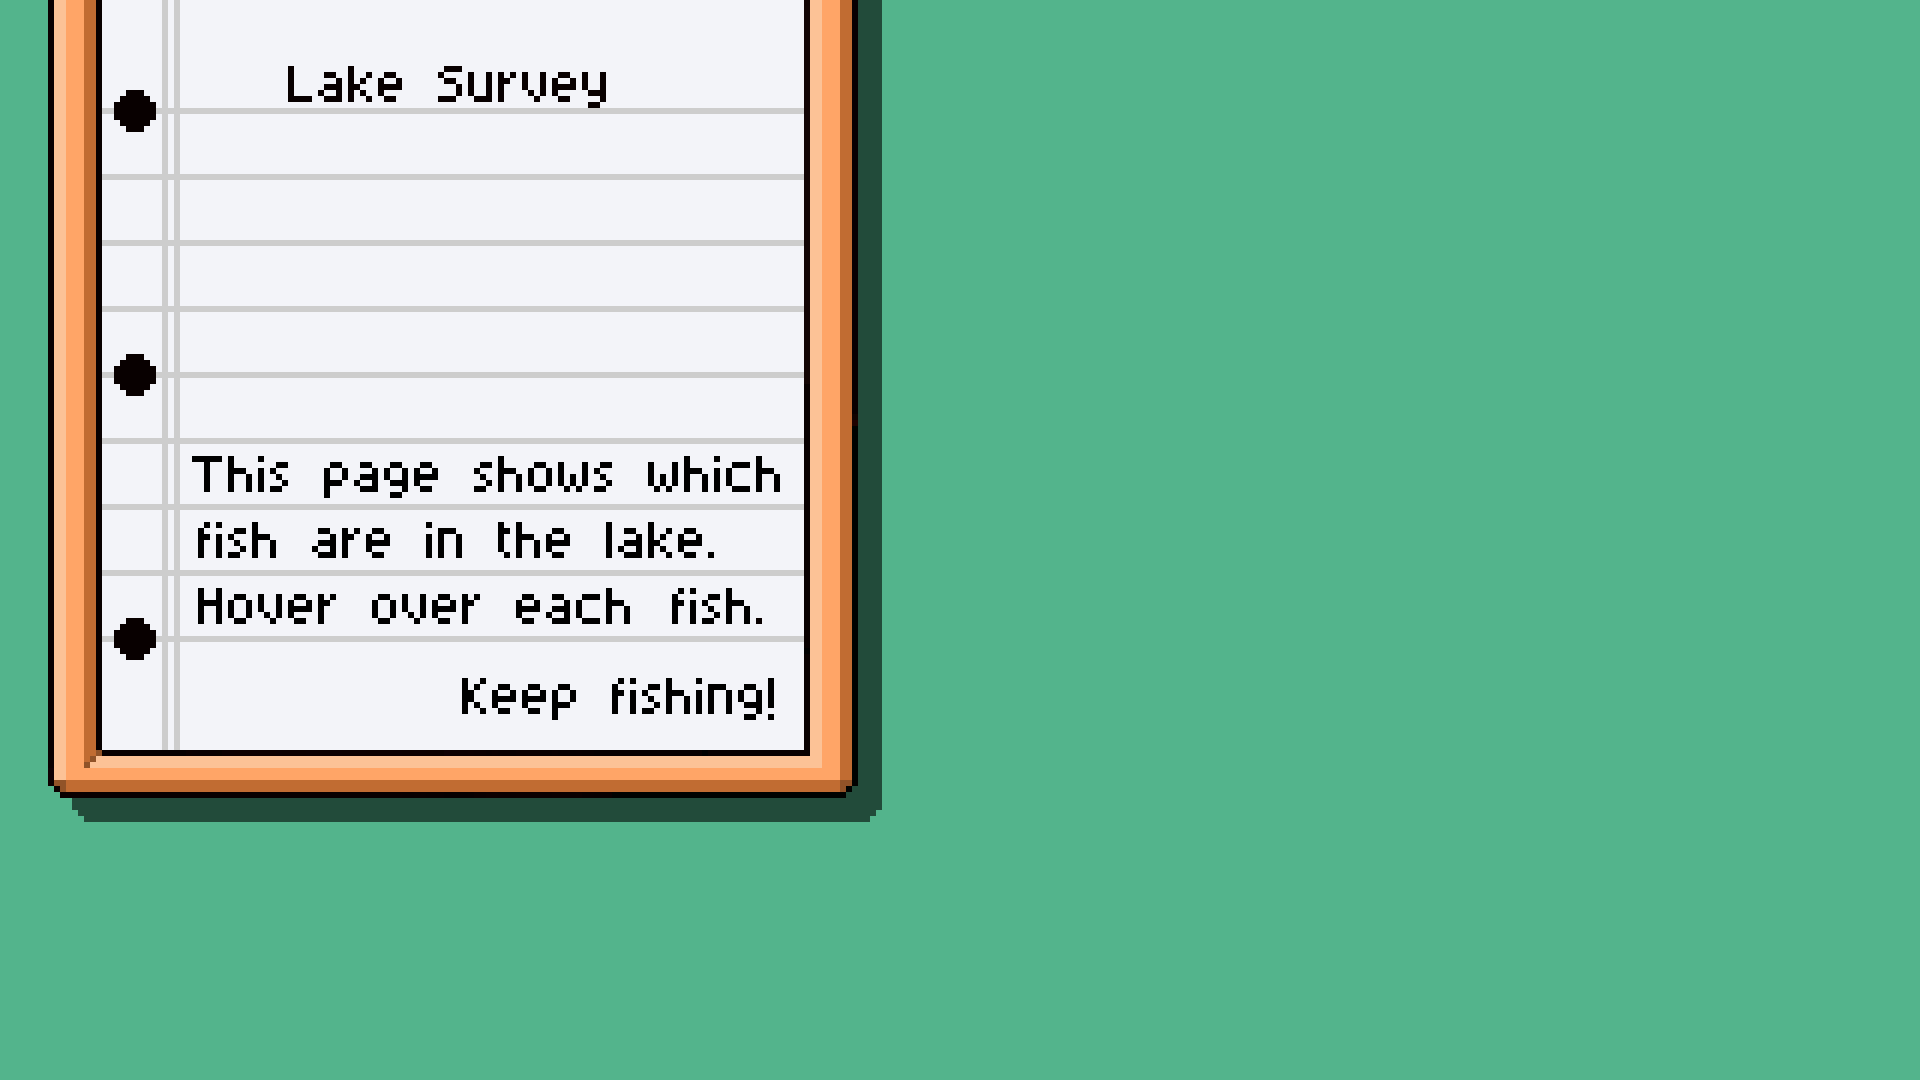 Lake Survey
This page shows which
fish are in the lake.
Hover over each fish.
Keep fishing!